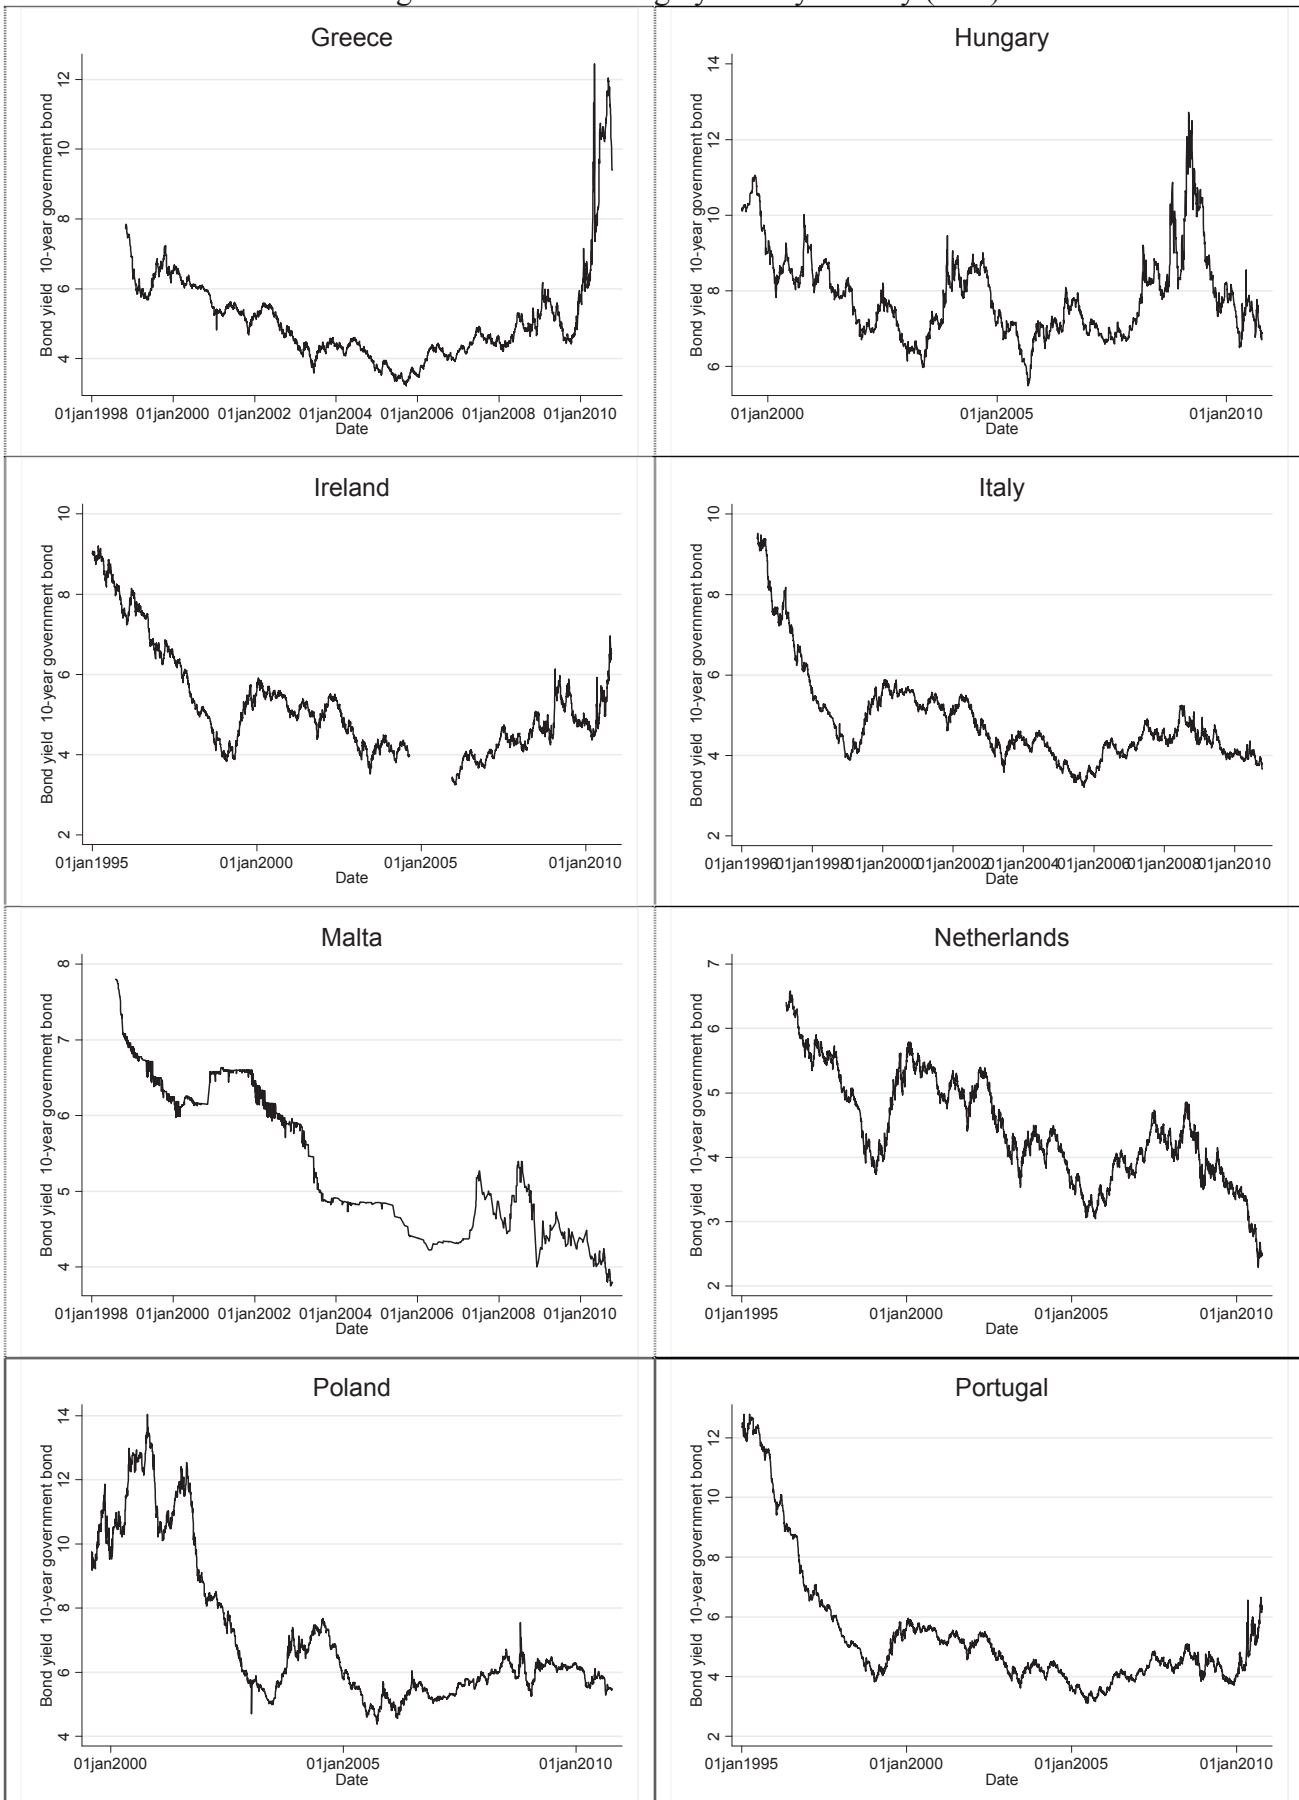 Greece
Bond yield 10-year government bond
12
10
8
6
4
01jan1998 01jan2000 01jan2002 01jan2004 01jan2006 01jan2008 01jan2010
Date
Hungary
Bond yield 10-year government bond
14
12
10
8
6
01jan2000 01jan2005 01jan2010
Date
Ireland
Bond yield 10-year government bond
10
8
6
4
2
01jan1995 01jan2000 01jan2005 01jan2010
Date
Italy
Bond yield 10-year government bond
10
8
6
4
2
01jan1996 01jan1998 01jan2000 01jan2002 01jan2004 01jan2006 01jan2008 01jan2010
Date
Malta
Bond yield 10-year government bond
8
7
6
5
4
01jan1998 01jan2000 01jan2002 01jan2004 01jan2006 01jan2008 01jan2010
Date
Netherlands
Bond yield 10-year government bond
7
6
5
4
3
2
01jan1995 01jan2000 01jan2005 01jan2010
Date
Poland
Bond yield 10-year government bond
14
12
10
8
6
4
01jan2000 01jan2005 01jan2010
Date
Portugal
Bond yield 10-year government bond
12
10
8
6
4
2
01jan1995 01jan2000 01jan2005 01jan2010
Date